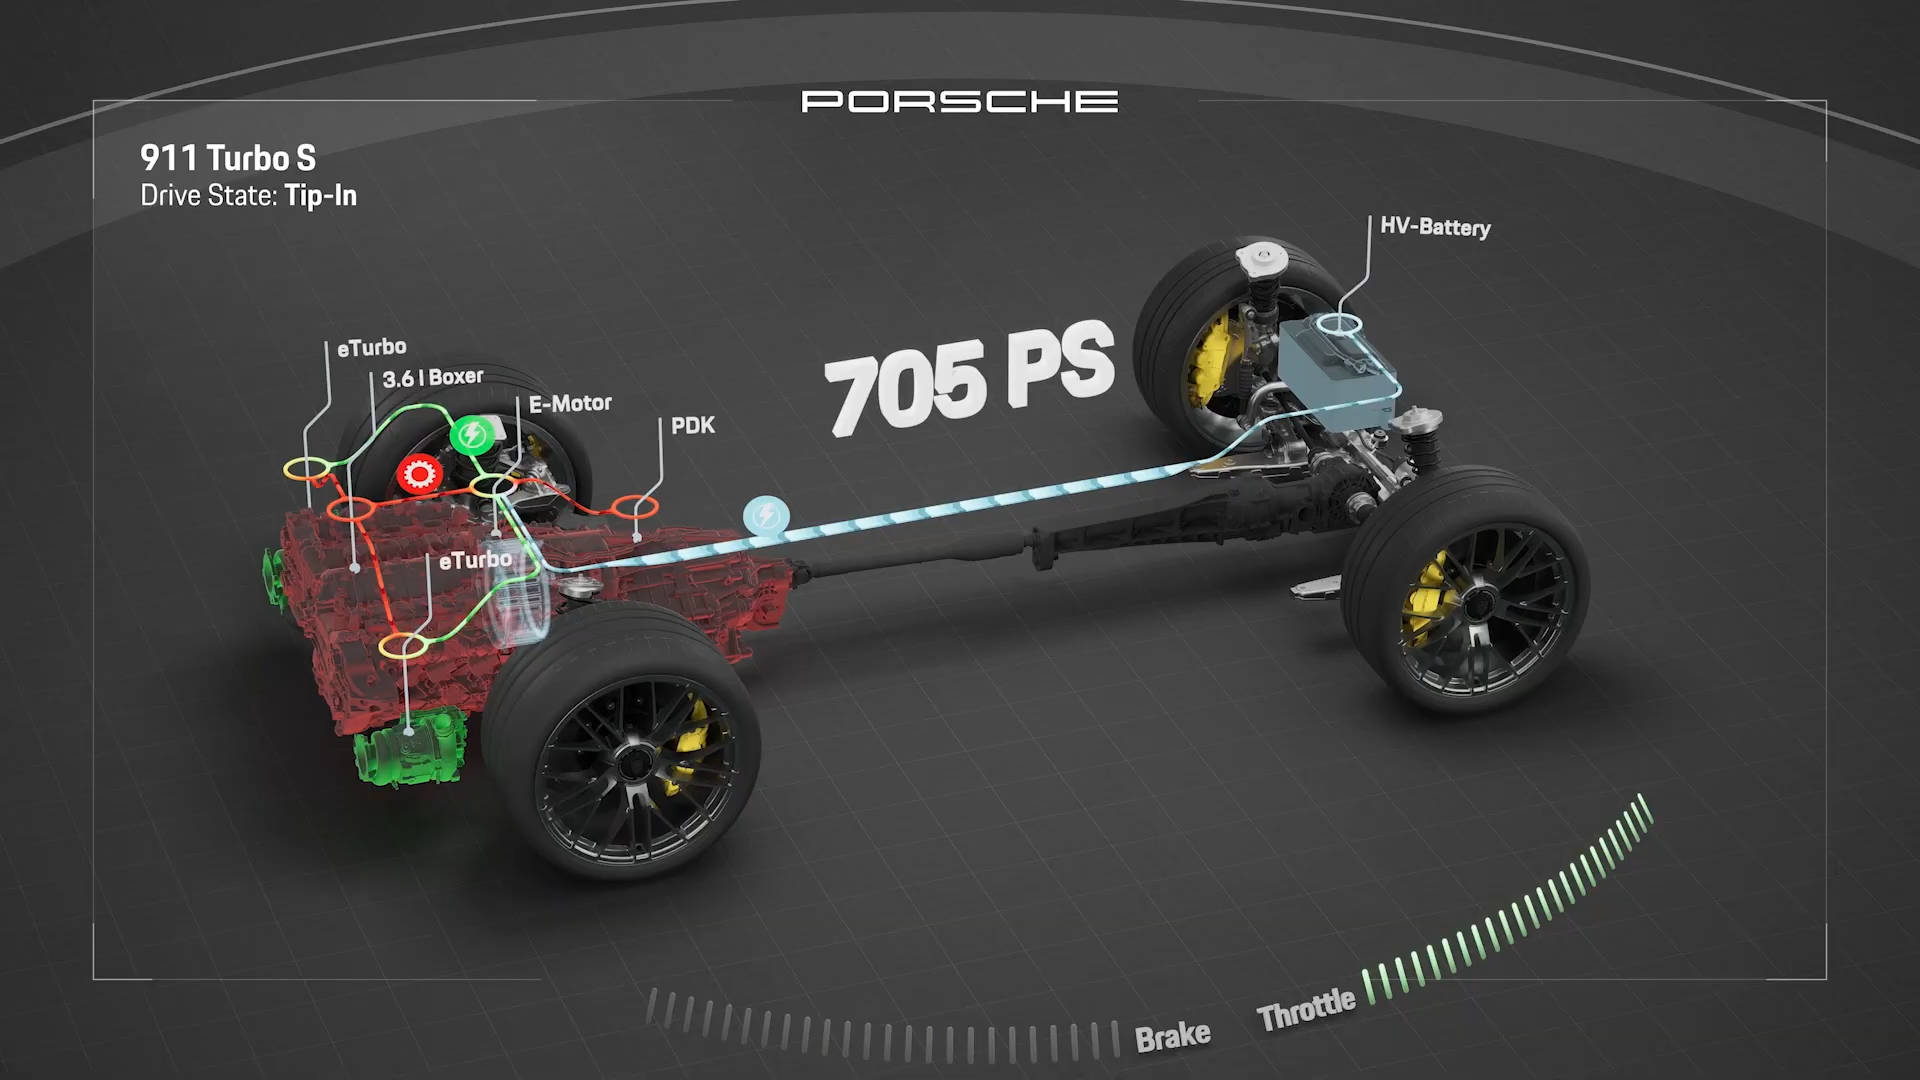 PORSCHE
911 Turbo S
Drive State: Tip-In
HV-Battery
705 PS
eTurbo
3.6 l Boxer
E-Motor
PDK
eTurbo
Brake
Throttle